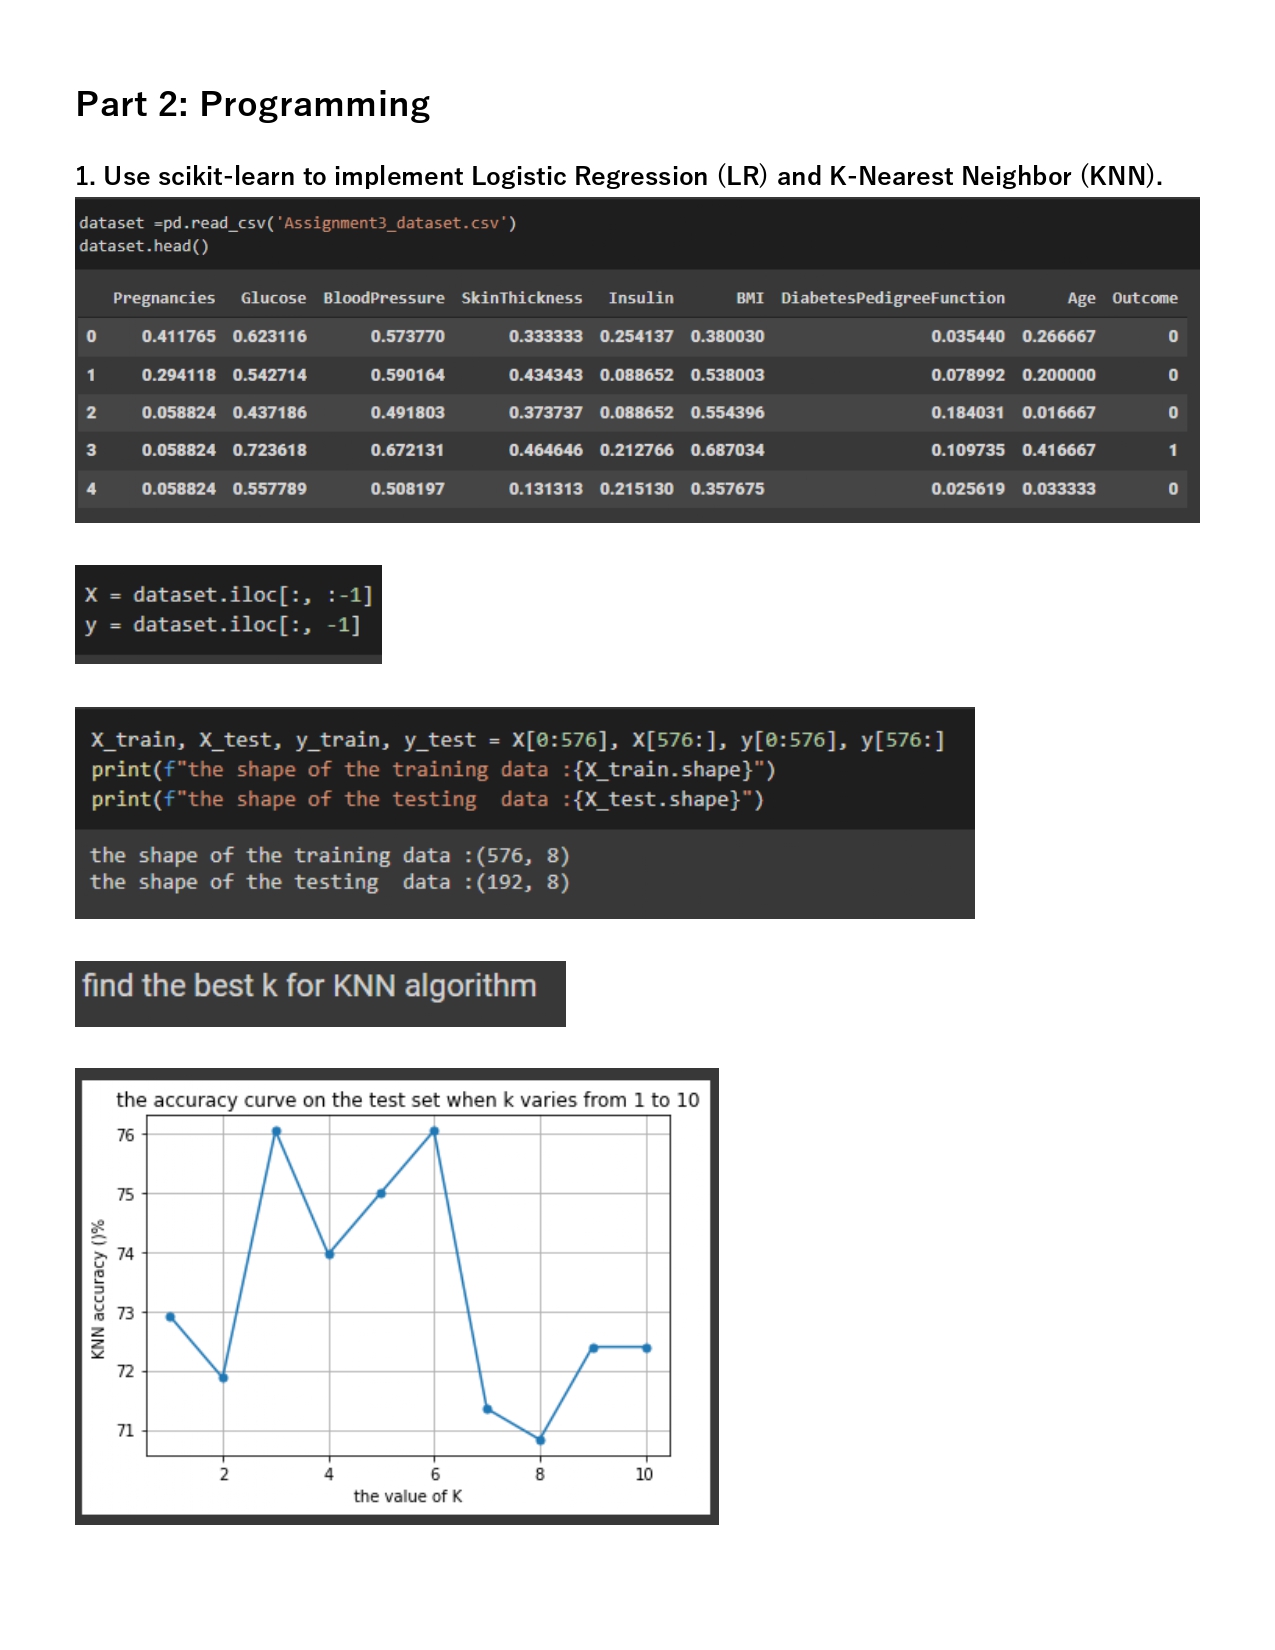 Part 2: Programming
1. Use scikit-learn to implement Logistic Regression (LR) and K-Nearest Neighbor (KNN).
dataset =pd.read_csv('Assignment3_dataset.csv')
dataset.head()
Pregnancies Glucose BloodPressure SkinThickness Insulin BMI DiabetesPedigreeFunction Age Outcome
0 0.411765 0.623116 0.573770 0.333333 0.254137 0.380030 0.035440 0.266667 0
1 0.294118 0.542714 0.590164 0.434343 0.088652 0.538003 0.078992 0.200000 0
2 0.058824 0.437186 0.491803 0.373737 0.088652 0.554396 0.184031 0.016667 0
3 0.058824 0.723618 0.672131 0.464646 0.212766 0.687034 0.109735 0.416667 1
4 0.058824 0.557789 0.508197 0.131313 0.215130 0.357675 0.025619 0.033333 0
X = dataset.iloc[:, :-1]
y = dataset.iloc[:, -1]
X_train, X_test, y_train, y_test = X[0:576], X[576:], y[0:576], y[576:]
print(f"the shape of the training data :{X_train.shape}")
print(f"the shape of the testing  data :{X_test.shape}")
the shape of the training data :(576, 8)
the shape of the testing  data :(192, 8)
find the best k for KNN algorithm
the accuracy curve on the test set when k varies from 1 to 10
76
75
74
73
72
71
KNN accuracy ()%
2 4 6 8 10
the value of K